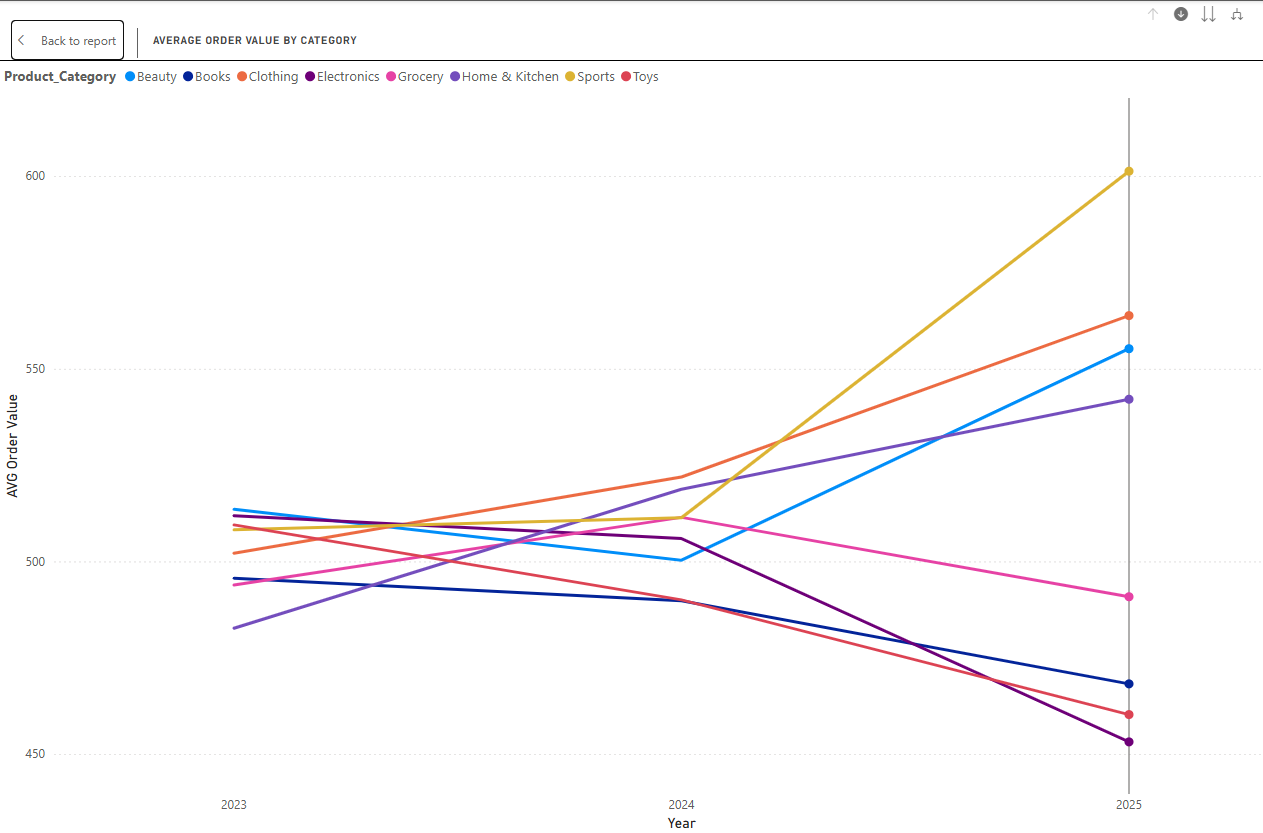 Back to report
AVERAGE ORDER VALUE BY CATEGORY
Product_Category Beauty Books Clothing Electronics Grocery Home & Kitchen Sports Toys
600
550
500
450
AVG Order Value
2023 2024 2025
Year